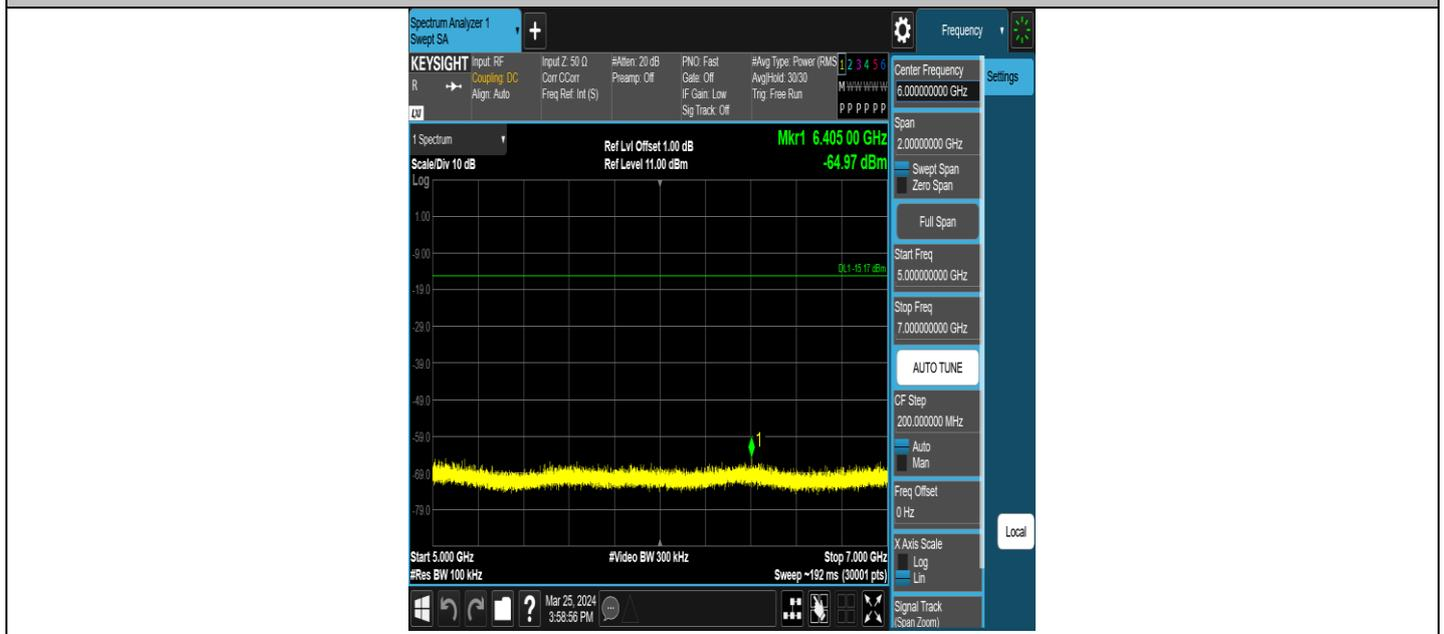 Spectrum Analyzer 1
Swept SA
+
Frequency
KEYSIGHT
R
LXI
Input: RF
Coupling: DC
Align: Auto
Input Z: 50 Ω
Corr CCorr
Freq Ref: Int (S)
#Atten: 20 dB
Preamp: Off
PNO: Fast
Gate: Off
IF Gain: Low
Sig Track: Off
#Avg Type: Power (RMS
Avg|Hold: 30/30
Trig: Free Run
1 2 3 4 5 6
M W W W W W
P P P P P P
1 Spectrum
Scale/Div 10 dB
Ref Lvl Offset 1.00 dB
Ref Level 11.00 dBm
Mkr1 6.405 00 GHz
-64.97 dBm
Log
1.00
-9.00
DL1 -15.17 dBm
-19.0
-29.0
-39.0
-49.0
-59.0
1
-69.0
-79.0
Start 5.000 GHz
#Video BW 300 kHz
Stop 7.000 GHz
#Res BW 100 kHz
Sweep ~192 ms (30001 pts)
Center Frequency
6.000000000 GHz
Settings
Span
2.00000000 GHz
Swept Span
Zero Span
Full Span
Start Freq
5.000000000 GHz
Stop Freq
7.000000000 GHz
AUTO TUNE
CF Step
200.000000 MHz
Auto
Man
Freq Offset
0 Hz
X Axis Scale
Log
Lin
Local
Signal Track
(Span Zoom)
?
Mar 25, 2024
3:58:56 PM